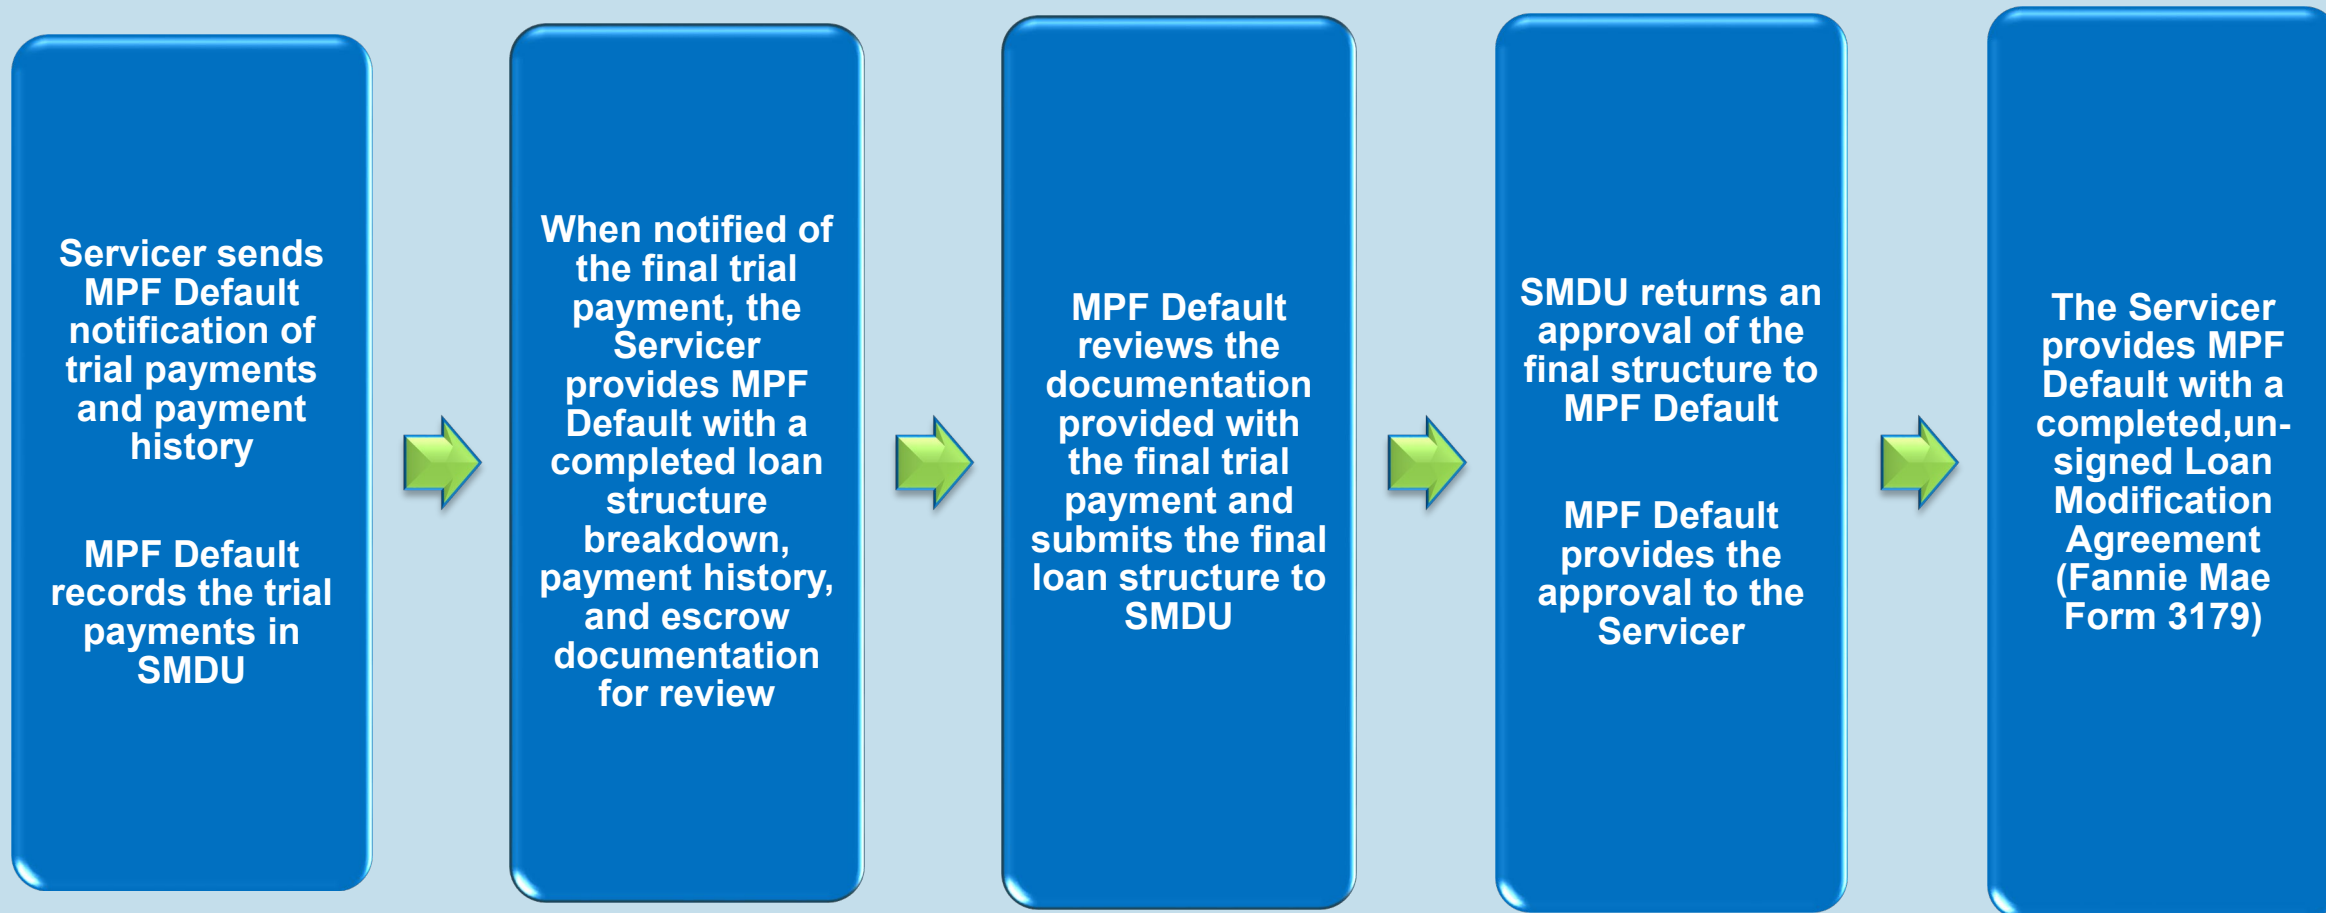 Servicer sends
MPF Default
notification of
trial payments
and payment
history
MPF Default
records the trial
payments in
SMDU
When notified of
the final trial
payment, the
Servicer
provides MPF
Default with a
completed loan
structure
breakdown,
payment history,
and escrow
documentation
for review
MPF Default
reviews the
documentation
provided with
the final trial
payment and
submits the final
loan structure to
SMDU
SMDU returns an
approval of the
final structure to
MPF Default
MPF Default
provides the
approval to the
Servicer
The Servicer
provides MPF
Default with a
completed,un-
signed Loan
Modification
Agreement
(Fannie Mae
Form 3179)